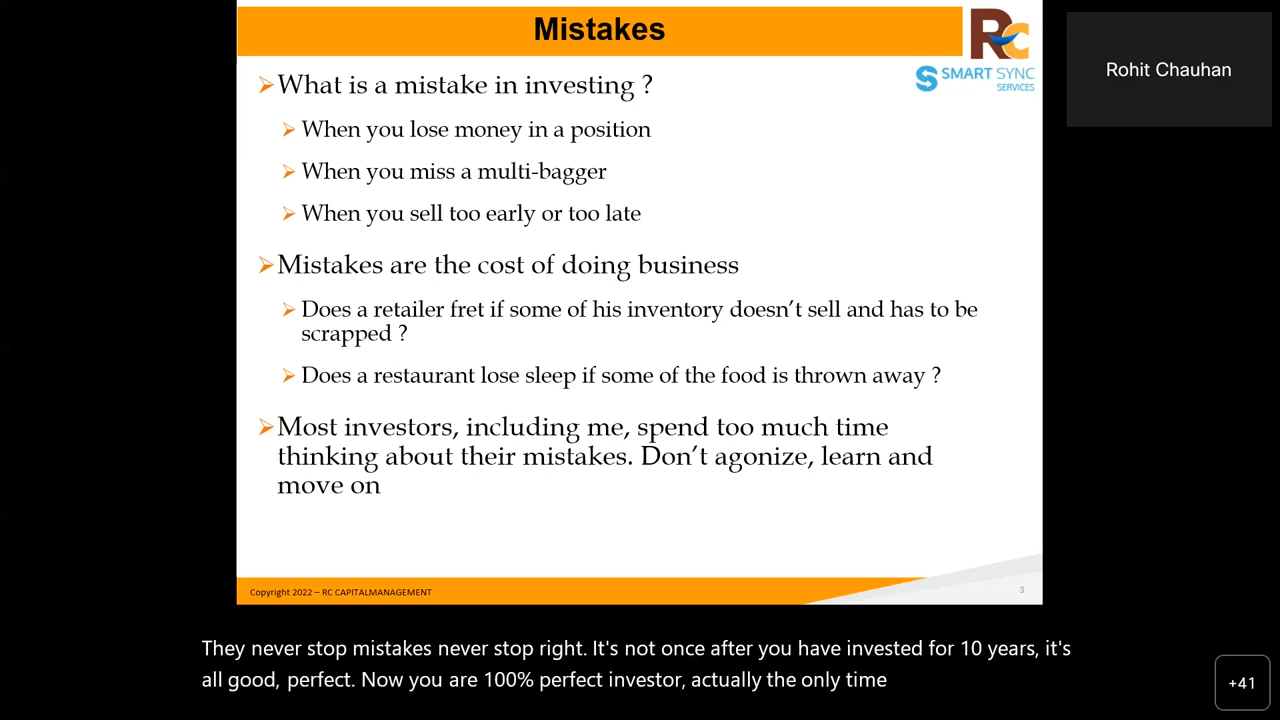 Mistakes
Rc
SMART SYNC
SERVICES
Rohit Chauhan
What is a mistake in investing ?
When you lose money in a position
When you miss a multi-bagger
When you sell too early or too late
Mistakes are the cost of doing business
Does a retailer fret if some of his inventory doesn’t sell and has to be
scrapped ?
Does a restaurant lose sleep if some of the food is thrown away ?
Most investors, including me, spend too much time
thinking about their mistakes. Don’t agonize, learn and
move on
Copyright 2022 – RC CAPITALMANAGEMENT
3
They never stop mistakes never stop right. It's not once after you have invested for 10 years, it's
all good, perfect. Now you are 100% perfect investor, actually the only time
+41